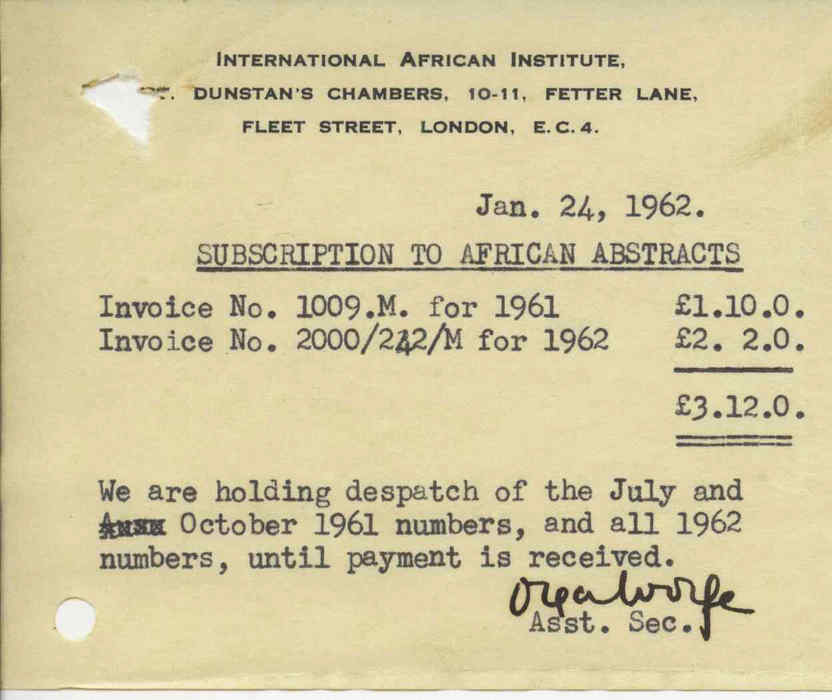 INTERNATIONAL AFRICAN INSTITUTE,
ST. DUNSTAN'S CHAMBERS, 10-11, FETTER LANE,
FLEET STREET, LONDON, E.C.4.
Jan. 24, 1962.
SUBSCRIPTION TO AFRICAN ABSTRACTS
Invoice No. 1009.M. for 1961 £1.10.0.
Invoice No. 2000/242/M for 1962 £2. 2.0.
£3.12.0.
We are holding despatch of the July and
October 1961 numbers, and all 1962
numbers, until payment is received.
Asst. Sec.